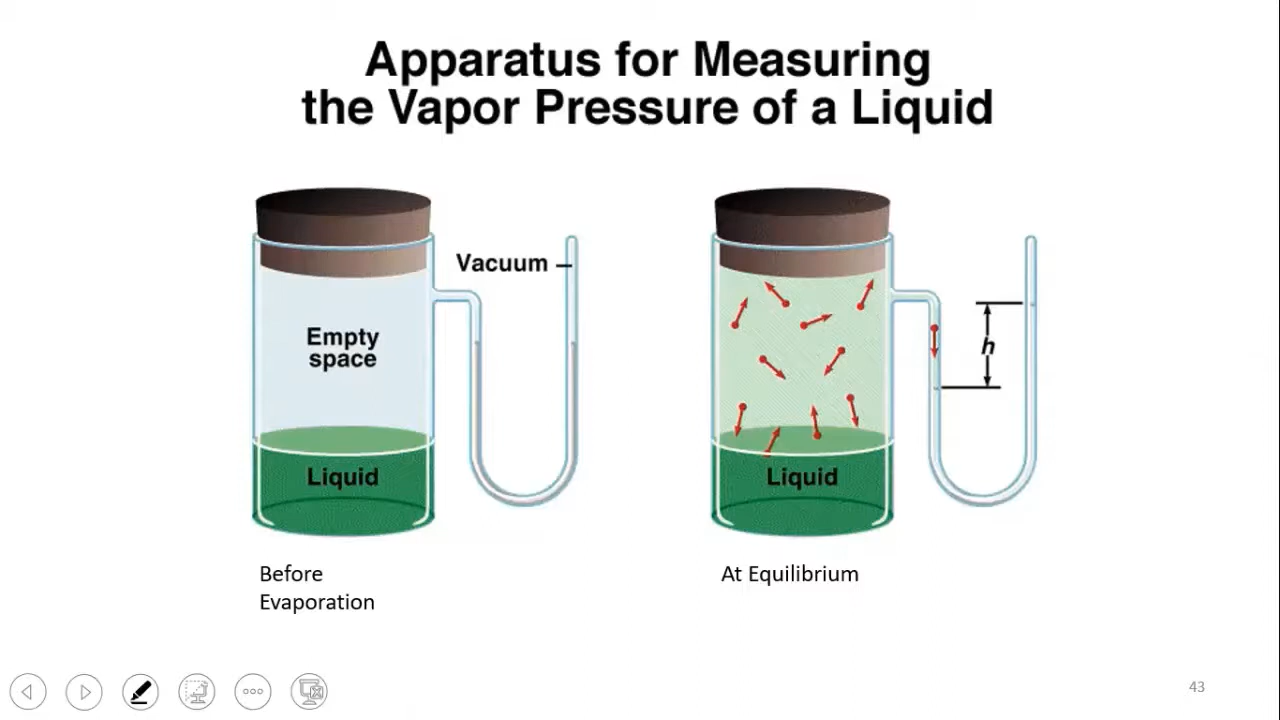 Apparatus for Measuring
the Vapor Pressure of a Liquid
Vacuum
Empty
space
Liquid
h
Liquid
Before
Evaporation
At Equilibrium
43